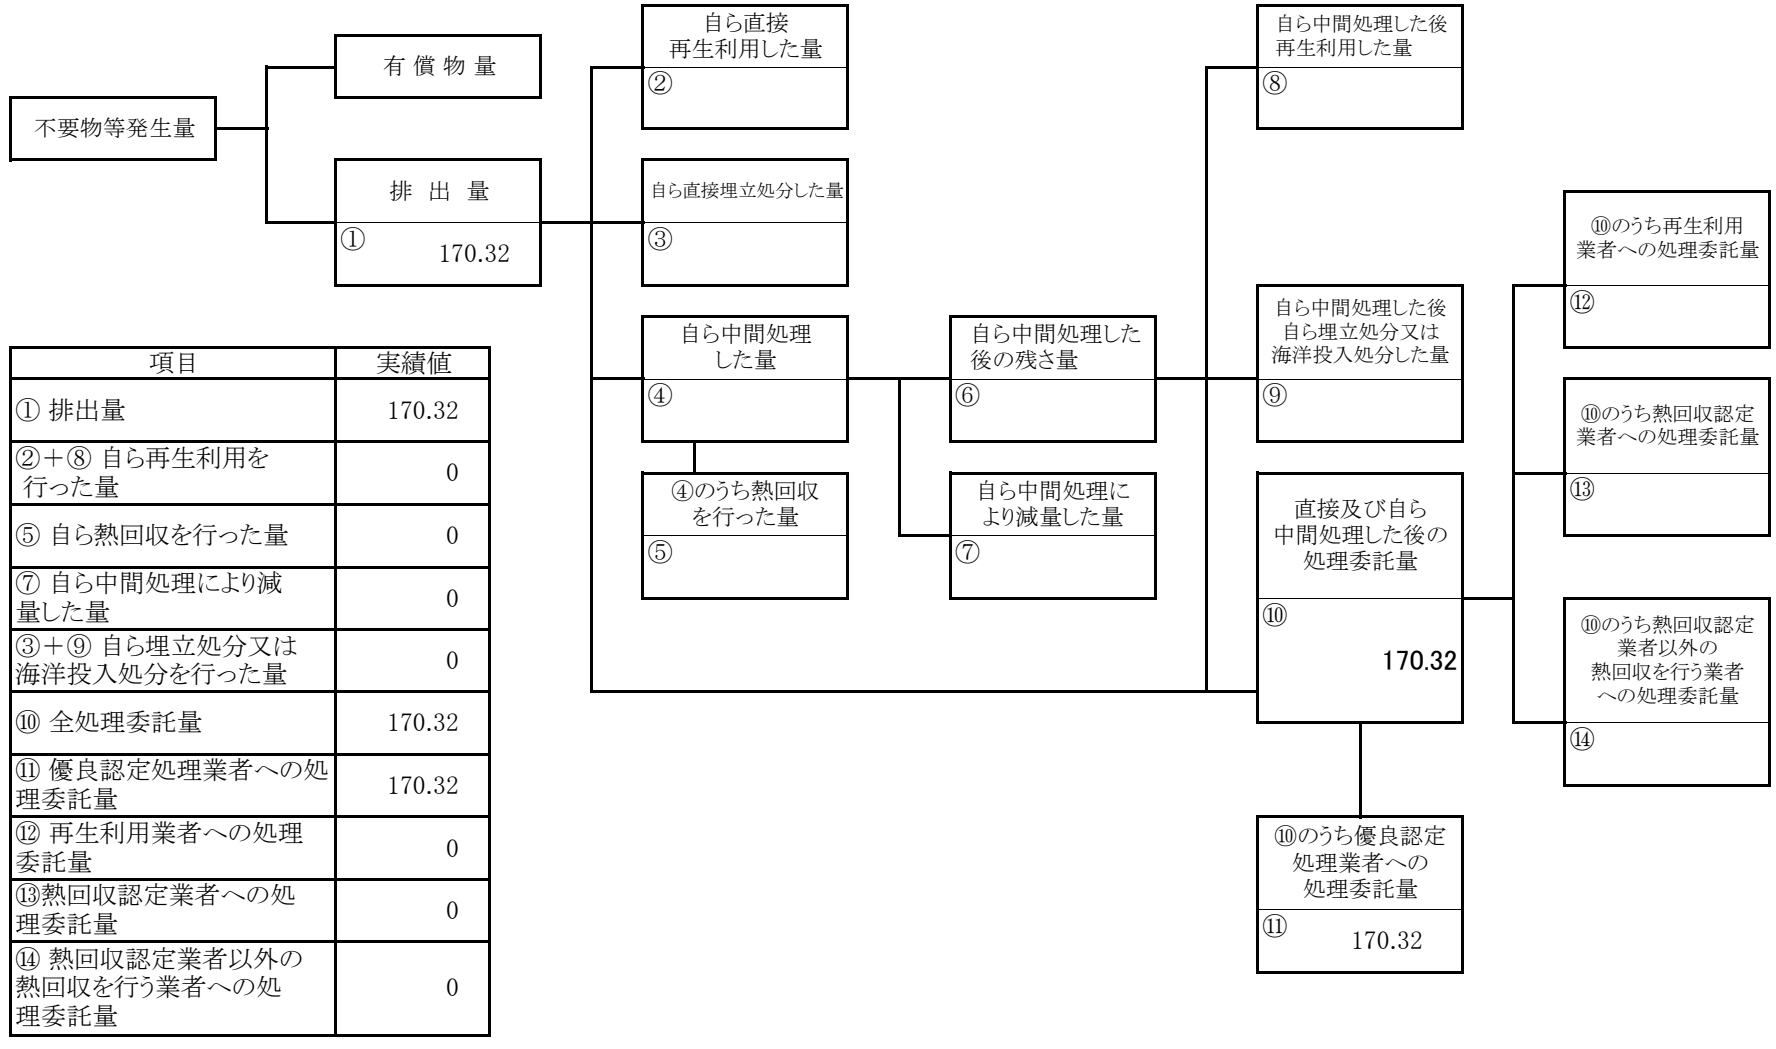 不要物等発生量
有 償 物 量
排 出 量
①
170.32
自ら直接
再生利用した量
②
自ら直接埋立処分した量
③
自ら中間処理
した量
④
④のうち熱回収
を行った量
⑤
自ら中間処理した
後の残さ量
⑥
自ら中間処理に
より減量した量
⑦
自ら中間処理した後
再生利用した量
⑧
自ら中間処理した後
自ら埋立処分又は
海洋投入処分した量
⑨
直接及び自ら
中間処理した後の
処理委託量
⑩
170.32
⑩のうち優良認定
処理業者への
処理委託量
⑪
170.32
⑩のうち再生利用
業者への処理委託量
⑫
⑩のうち熱回収認定
業者への処理委託量
⑬
⑩のうち熱回収認定
業者以外の
熱回収を行う業者
への処理委託量
⑭
項目 実績値
① 排出量 170.32
②＋⑧ 自ら再生利用を
行った量 0
⑤ 自ら熱回収を行った量 0
⑦ 自ら中間処理により減
量した量 0
③＋⑨ 自ら埋立処分又は
海洋投入処分を行った量 0
⑩ 全処理委託量 170.32
⑪ 優良認定処理業者への処
理委託量 170.32
⑫ 再生利用業者への処理
委託量 0
⑬熱回収認定業者への処
理委託量 0
⑭ 熱回収認定業者以外の
熱回収を行う業者への処
理委託量 0